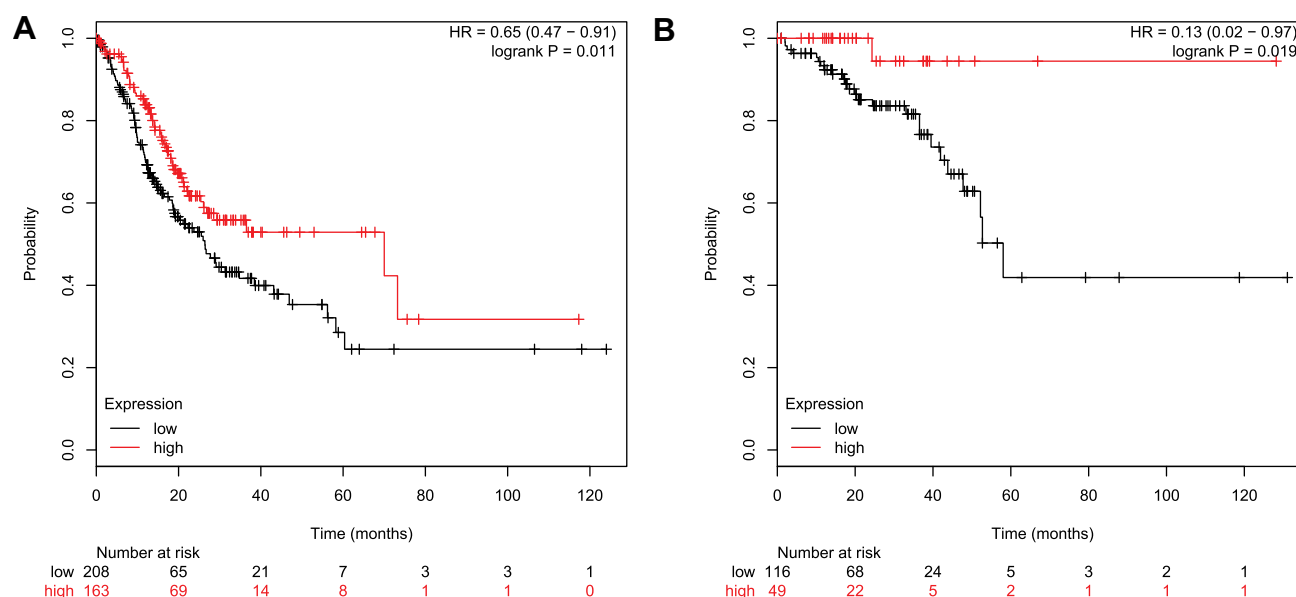 A
HR = 0.65 (0.47 − 0.91)
logrank P = 0.011
1.0
0.8
0.6
0.4
0.2
0.0
Probability
Expression
low
high
0 20 40 60 80 100 120
Time (months)
Number at risk
low 208 65 21 7 3 3 1
high 163 69 14 8 1 1 0
B
HR = 0.13 (0.02 − 0.97)
logrank P = 0.019
1.0
0.8
0.6
0.4
0.2
0.0
Probability
Expression
low
high
0 20 40 60 80 100 120
Time (months)
Number at risk
low 116 68 24 5 3 2 1
high 49 22 5 2 1 1 1